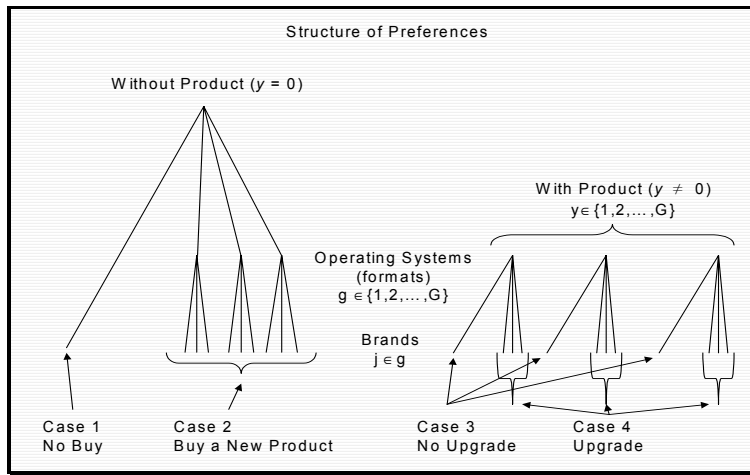 Structure of Preferences
Without Product (y = 0)
With Product (y ≠ 0)
y∈{1,2,...,G}
Operating Systems
(formats)
g∈{1,2,...,G}
Brands
j∈g
Case 1
No Buy
Case 2
Buy a New Product
Case 3
No Upgrade
Case 4
Upgrade